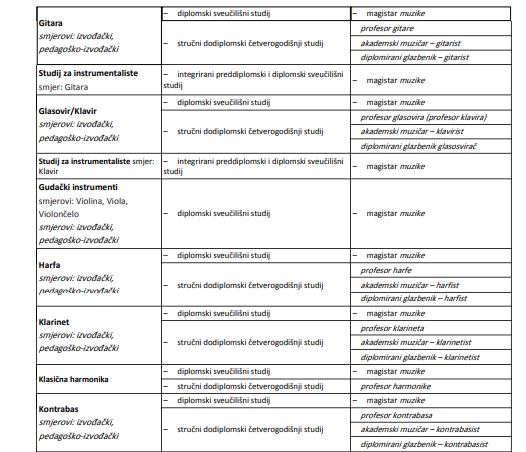 Gitara
smjerovi: izvođački,
pedagoško-izvođački
– diplomski sveučilišni studij
– magistar muzike
– stručni dodiplomski četverogodišnji studij
profesor gitare
akademski muzičar – gitarist
diplomirani glazbenik – gitarist
Studij za instrumentaliste
smjer: Gitara
– integrirani preddiplomski i diplomski sveučilišni
studij
– magistar muzike
Glasovir/Klavir
smjerovi: izvođački,
pedagoško-izvođački
– diplomski sveučilišni studij
– magistar muzike
– stručni dodiplomski četverogodišnji studij
profesor glasovira (profesor klavira)
akademski muzičar – klavirist
diplomirani glazbenik glasosvirač
Studij za instrumentaliste smjer:
Klavir
– integrirani preddiplomski i diplomski sveučilišni
studij
– magistar muzike
Gudački instrumenti
smjerovi: Violina, Viola,
Violončelo
smjerovi: izvođački,
pedagoško-izvođački
– diplomski sveučilišni studij
– magistar muzike
Harfa
smjerovi: izvođački,
pedagoško-izvođački
– diplomski sveučilišni studij
– magistar muzike
– stručni dodiplomski četverogodišnji studij
profesor harfe
akademski muzičar – harfist
diplomirani glazbenik – harfist
Klarinet
smjerovi: izvođački,
pedagoško-izvođački
– diplomski sveučilišni studij
– magistar muzike
– stručni dodiplomski četverogodišnji studij
profesor klarineta
akademski muzičar – klarinetist
diplomirani glazbenik – klarinetist
Klasična harmonika
– diplomski sveučilišni studij
– magistar muzike
– stručni dodiplomski četverogodišnji studij
profesor harmonike
Kontrabas
smjerovi: izvođački,
pedagoško-izvođački
– diplomski sveučilišni studij
– magistar muzike
– stručni dodiplomski četverogodišnji studij
profesor kontrabasa
akademski muzičar – kontrabasist
diplomirani glazbenik – kontrabasist